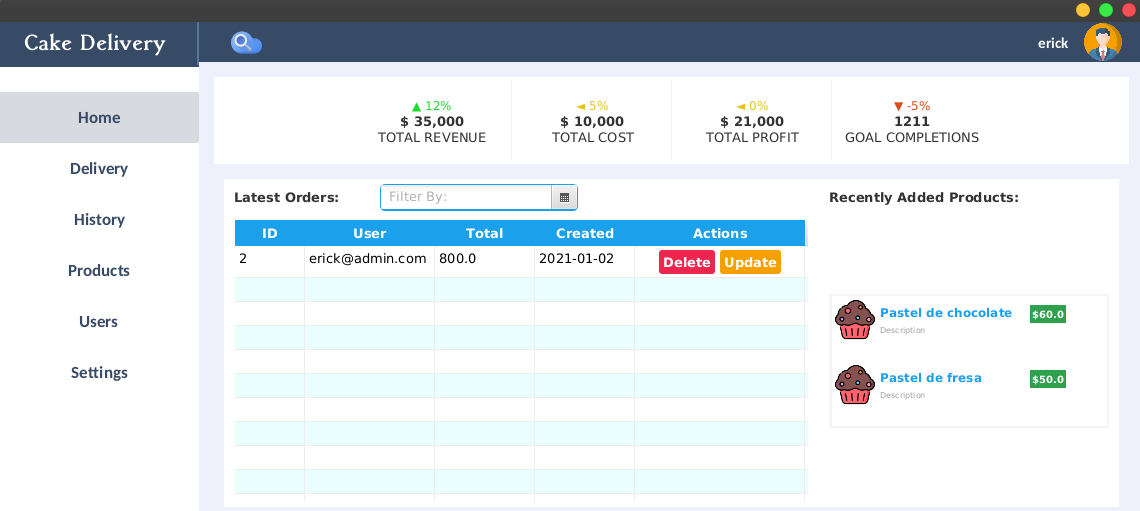 Cake Delivery
erick
Home
Delivery
History
Products
Users
Settings
▲ 12%
$ 35,000
TOTAL REVENUE
◄ 5%
$ 10,000
TOTAL COST
◄ 0%
$ 21,000
TOTAL PROFIT
▼ -5%
1211
GOAL COMPLETIONS
Latest Orders:
Filter By:
ID User Total Created Actions
2 erick@admin.com 800.0 2021-01-02 Delete Update
Recently Added Products:
Pastel de chocolate $60.0
Description
Pastel de fresa $50.0
Description